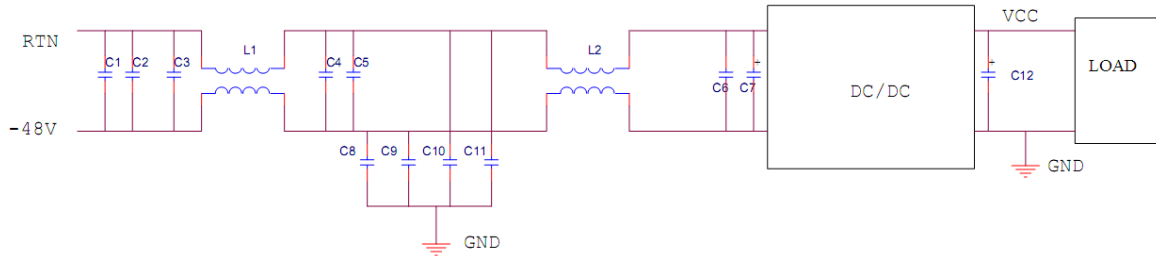 VCC
RTN
L1
L2
C1 C2 C3
C4 C5
C6 C7
DC/DC
C12
LOAD
-48V
C8 C9 C10 C11
GND
GND
+
+